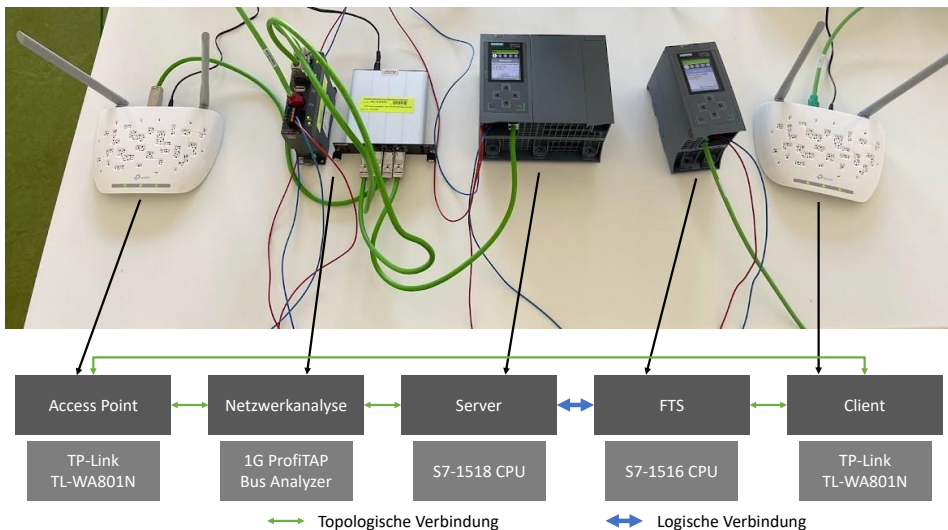 SIEMENS
Access Point
Netzwerkanalyse
Server
FTS
Client
TP-Link
TL-WA801N
1G ProfiTAP
Bus Analyzer
S7-1518 CPU
S7-1516 CPU
TP-Link
TL-WA801N
Topologische Verbindung
Logische Verbindung